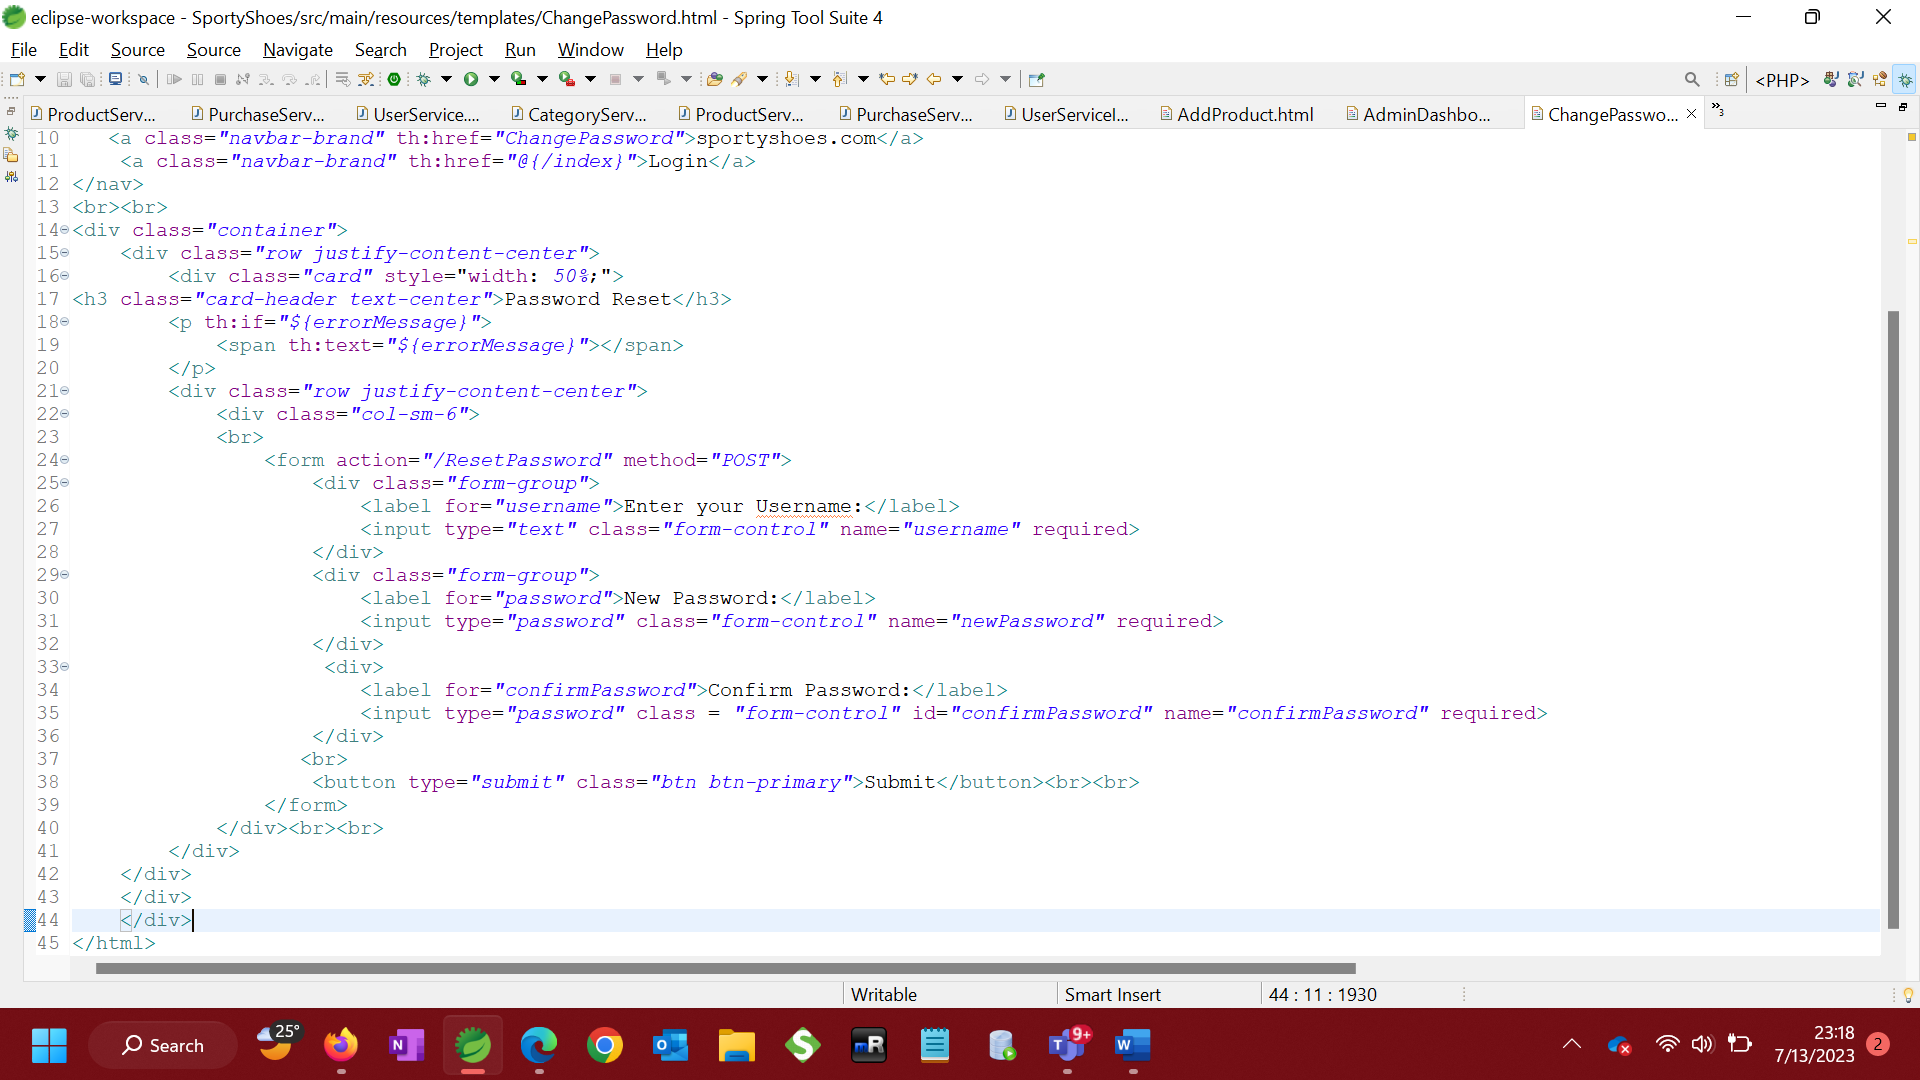 eclipse-workspace - SportyShoes/src/main/resources/templates/ChangePassword.html - Spring Tool Suite 4
File Edit Source Source Navigate Search Project Run Window Help
<PHP>
ProductServ... PurchaseServ... UserService.... CategoryServ... ProductServ... PurchaseServ... UserServiceI... AddProduct.html AdminDashbo... ChangePasswo... »3
10 <a class="navbar-brand" th:href="ChangePassword">sportyshoes.com</a>
11 <a class="navbar-brand" th:href="@{/index}">Login</a>
12 </nav>
13 <br><br>
14 <div class="container">
15 <div class="row justify-content-center">
16 <div class="card" style="width: 50%;">
17 <h3 class="card-header text-center">Password Reset</h3>
18 <p th:if="${errorMessage}">
19 <span th:text="${errorMessage}"></span>
20 </p>
21 <div class="row justify-content-center">
22 <div class="col-sm-6">
23 <br>
24 <form action="/ResetPassword" method="POST">
25 <div class="form-group">
26 <label for="username">Enter your Username:</label>
27 <input type="text" class="form-control" name="username" required>
28 </div>
29 <div class="form-group">
30 <label for="password">New Password:</label>
31 <input type="password" class="form-control" name="newPassword" required>
32 </div>
33 <div>
34 <label for="confirmPassword">Confirm Password:</label>
35 <input type="password" class = "form-control" id="confirmPassword" name="confirmPassword" required>
36 </div>
37 <br>
38 <button type="submit" class="btn btn-primary">Submit</button><br><br>
39 </form>
40 </div><br><br>
41 </div>
42 </div>
43 </div>
44 </div>
45 </html>
Writable Smart Insert 44 : 11 : 1930
Search 25° 9+ 23:18 2
7/13/2023